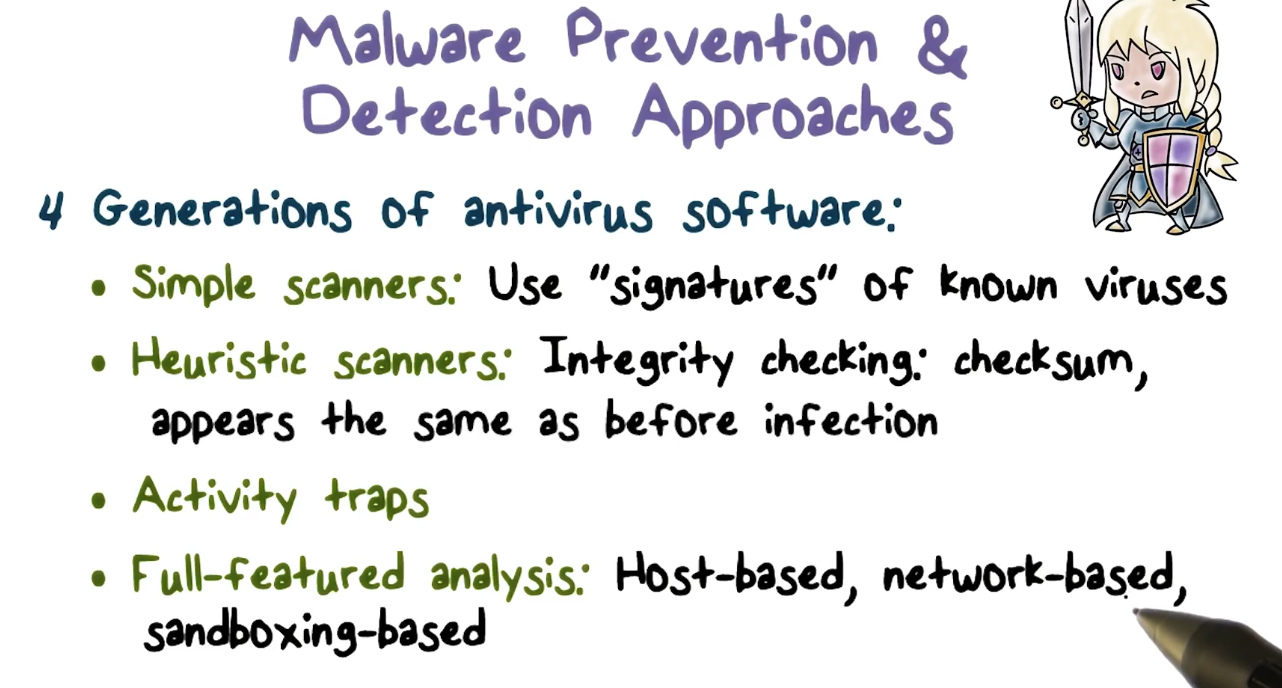 Malware Prevention &
Detection Approaches
4 Generations of antivirus software:
• Simple scanners: Use "signatures" of known viruses
• Heuristic scanners: Integrity checking: checksum,
appears the same as before infection
• Activity traps
• Full-featured analysis: Host-based, network-based,
sandboxing-based